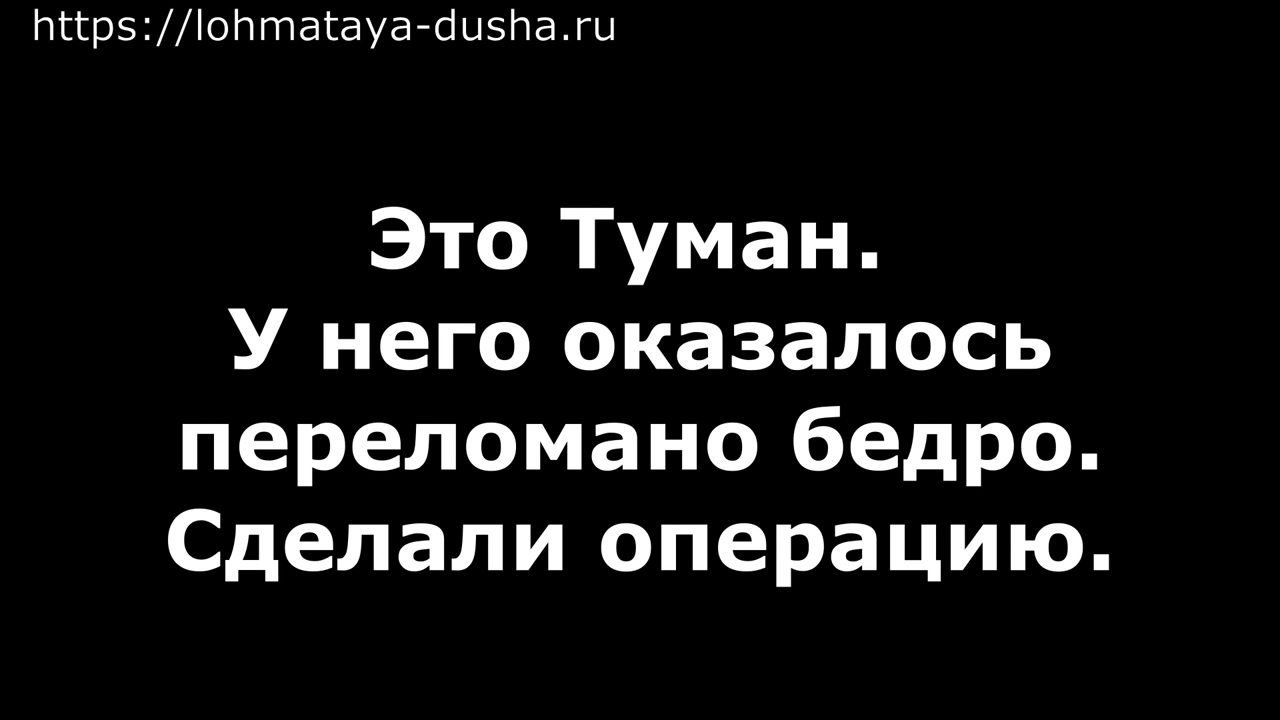 https://lohmataya-dusha.ru
Это Туман.
У него оказалось
переломано бедро.
Сделали операцию.